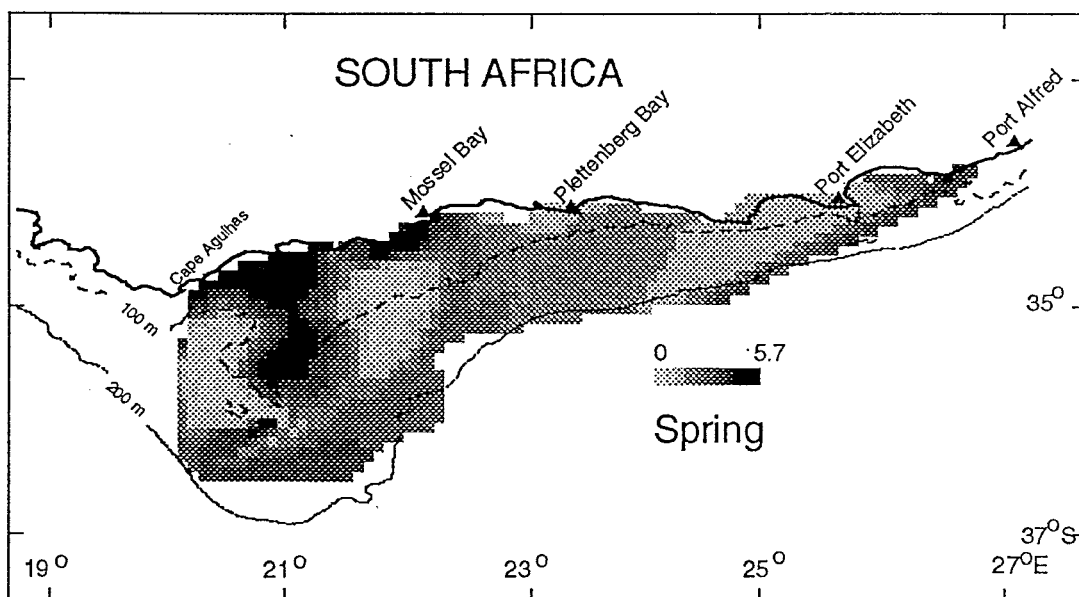 SOUTH AFRICA
Cape Agulhas
Mossel Bay
Plettenberg Bay
Port Elizabeth
Port Alfred
100 m
200 m
35°
0 5.7
Spring
37°S
19° 21° 23° 25° 27°E